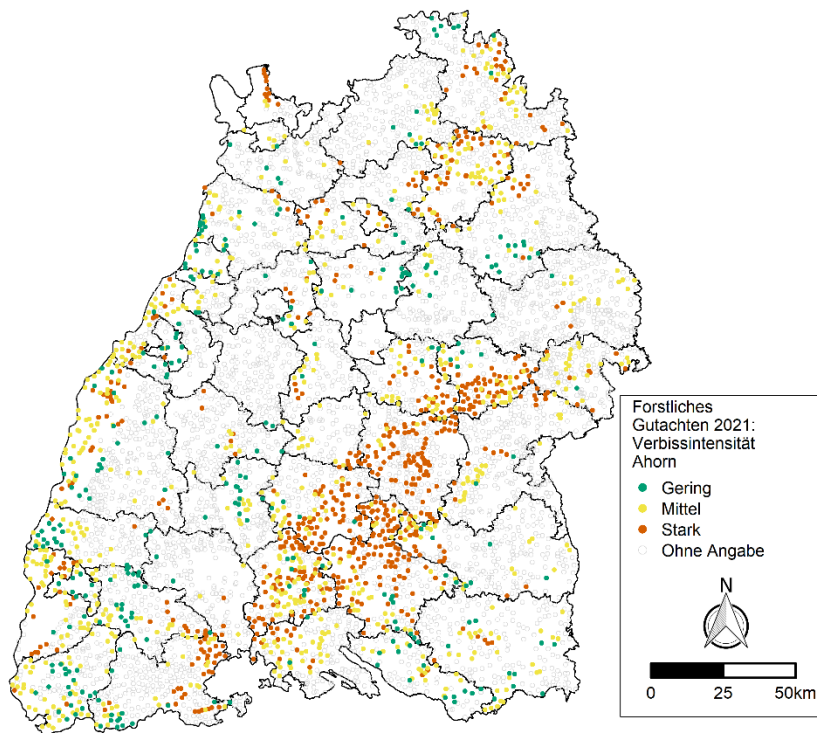 Forstliches
Gutachten 2021:
Verbissintensität
Ahorn
Gering
Mittel
Stark
Ohne Angabe
N
0 25 50km